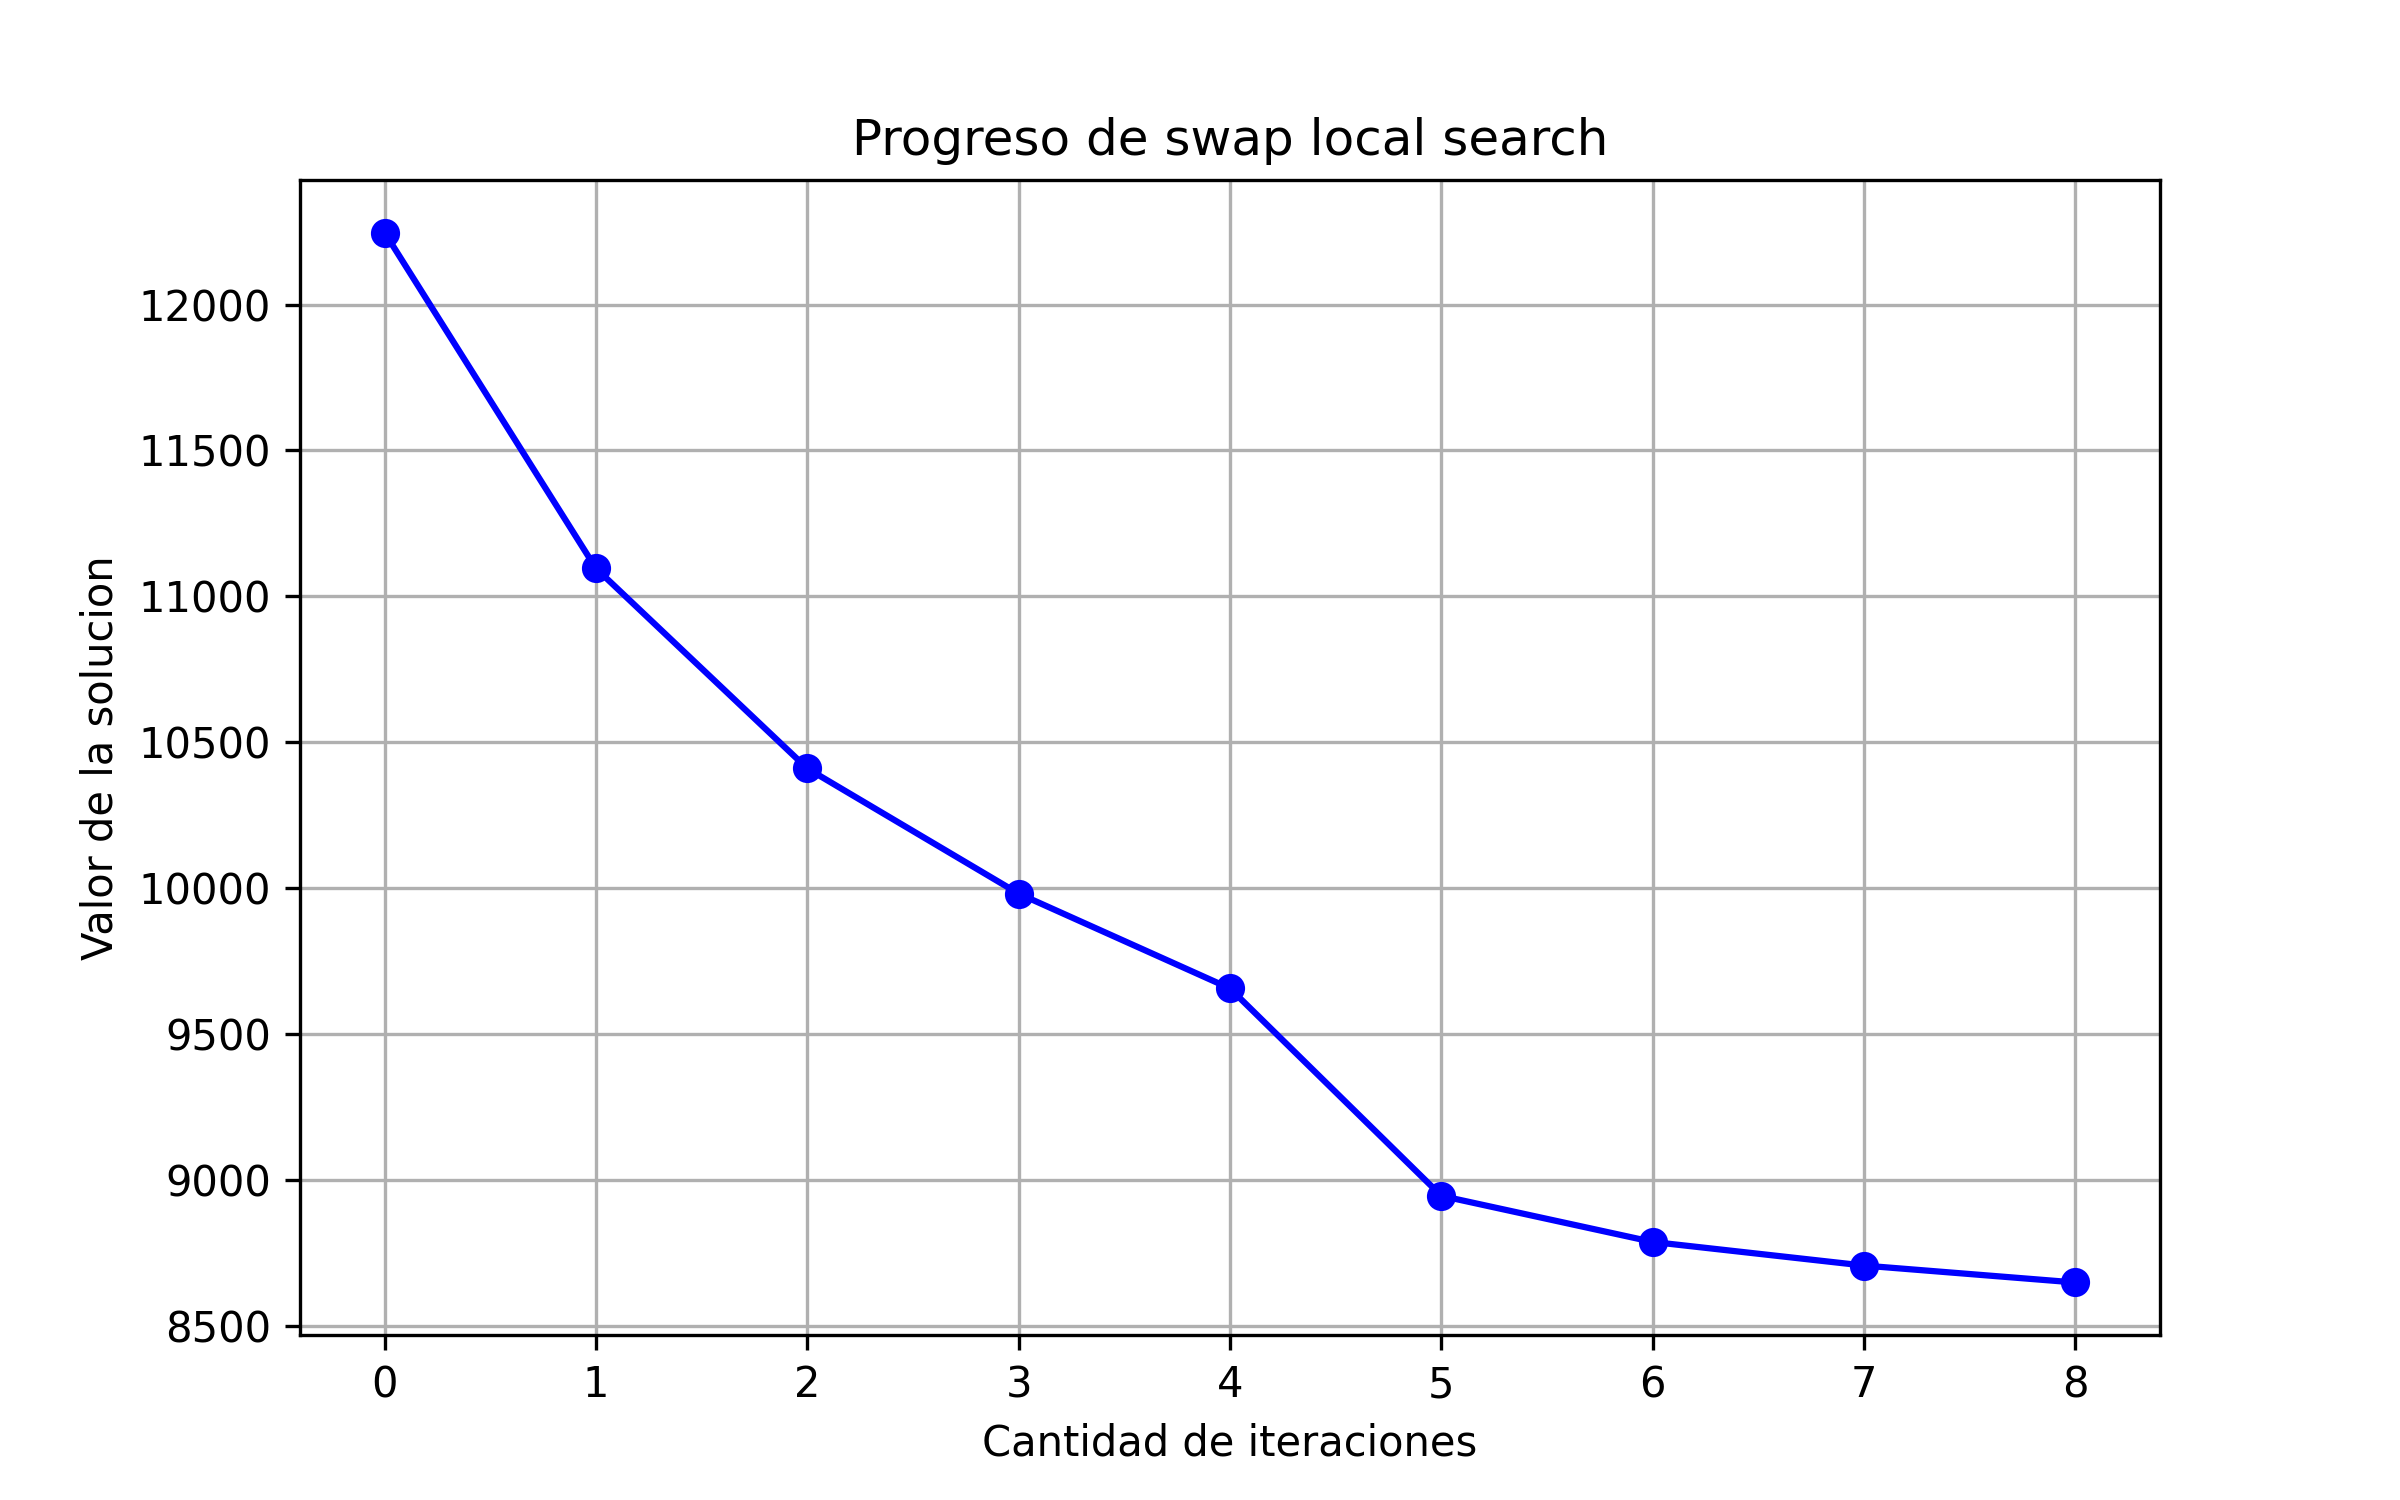 Progreso de swap local search
Valor de la solucion
12000
11500
11000
10500
10000
9500
9000
8500
0 1 2 3 4 5 6 7 8
Cantidad de iteraciones